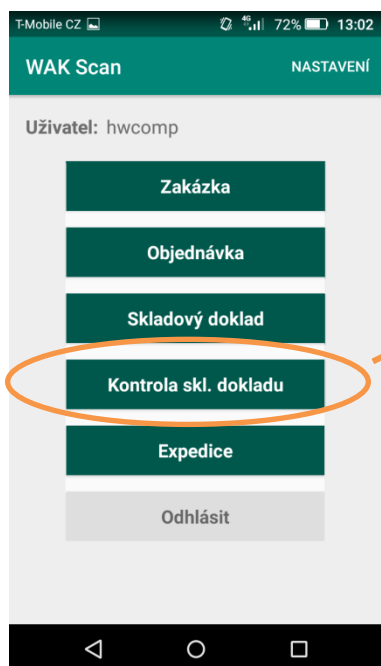 T-Mobile CZ 4G 72% 13:02
WAK Scan NASTAVENÍ
Uživatel: hwcomp
Zakázka
Objednávka
Skladový doklad
Kontrola skl. dokladu
Expedice
Odhlásit